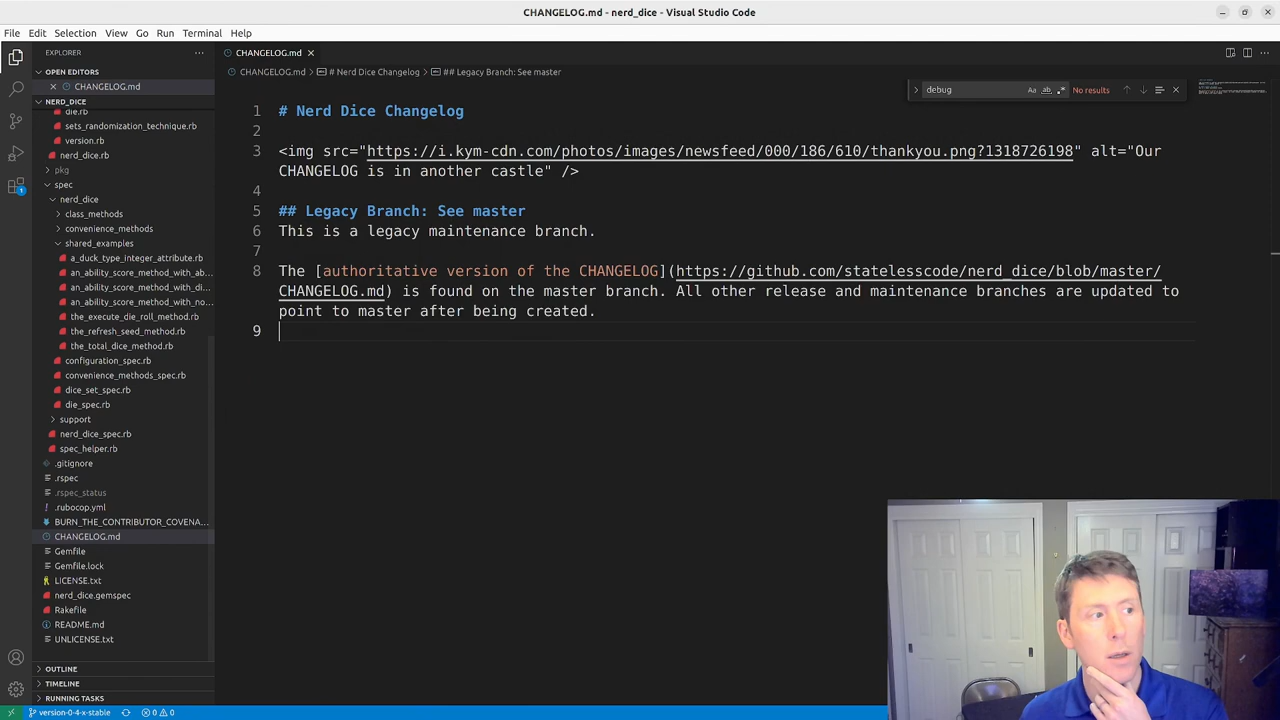 CHANGELOG.md - nerd_dice - Visual Studio Code
File Edit Selection View Go Run Terminal Help
EXPLORER
OPEN EDITORS
CHANGELOG.md
NERD_DICE
die.rb
sets_randomization_technique.rb
version.rb
nerd_dice.rb
pkg
spec
nerd_dice
class_methods
convenience_methods
shared_examples
a_duck_type_integer_attribute.rb
an_ability_score_method_with_ab...
an_ability_score_method_with_di...
an_ability_score_method_with_no...
the_execute_die_roll_method.rb
the_refresh_seed_method.rb
the_total_dice_method.rb
configuration_spec.rb
convenience_methods_spec.rb
dice_set_spec.rb
die_spec.rb
support
nerd_dice_spec.rb
spec_helper.rb
.gitignore
.rspec
.rspec_status
.rubocop.yml
BURN_THE_CONTRIBUTOR_COVENA...
CHANGELOG.md
Gemfile
Gemfile.lock
LICENSE.txt
nerd_dice.gemspec
Rakefile
README.md
UNLICENSE.txt
OUTLINE
TIMELINE
RUNNING TASKS
CHANGELOG.md
CHANGELOG.md > # Nerd Dice Changelog > ## Legacy Branch: See master
debug Aa ab .* No results
1 # Nerd Dice Changelog
2
3 <img src="https://i.kym-cdn.com/photos/images/newsfeed/000/186/610/thankyou.png?1318726198" alt="Our
CHANGELOG is in another castle" />
4
5 ## Legacy Branch: See master
6 This is a legacy maintenance branch.
7
8 The [authoritative version of the CHANGELOG](https://github.com/statelesscode/nerd_dice/blob/master/
CHANGELOG.md) is found on the master branch. All other release and maintenance branches are updated to
point to master after being created.
9
1
version-0-4-x-stable 0 0